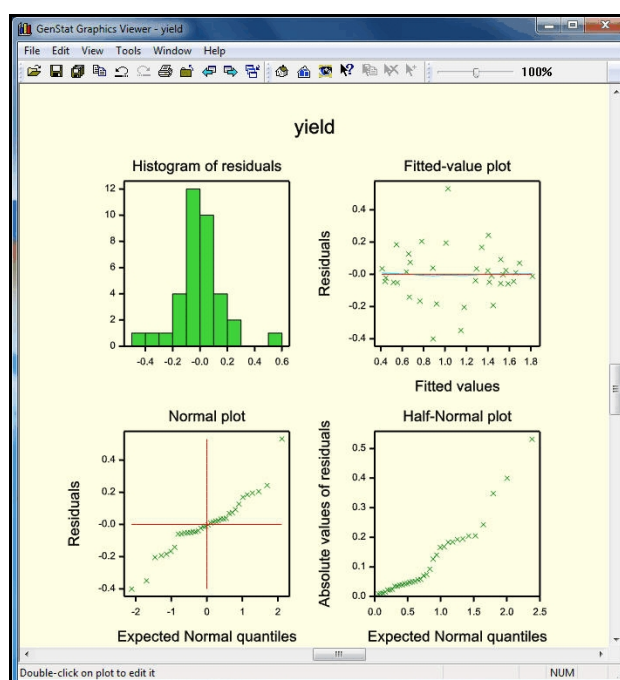 GenStat Graphics Viewer - yield
File Edit View Tools Window Help
100%
yield
Histogram of residuals
12
10
8
6
4
2
0
-0.4 -0.2 -0.0 0.2 0.4 0.6
Fitted-value plot
Residuals
0.4
0.2
-0.0
-0.2
-0.4
0.4 0.6 0.8 1.0 1.2 1.4 1.6 1.8
Fitted values
Normal plot
Residuals
0.4
0.2
-0.0
-0.2
-0.4
-2 -1 0 1 2
Expected Normal quantiles
Half-Normal plot
Absolute values of residuals
0.5
0.4
0.3
0.2
0.1
0.0
0.0 0.5 1.0 1.5 2.0 2.5
Expected Normal quantiles
Double-click on plot to edit it
NUM